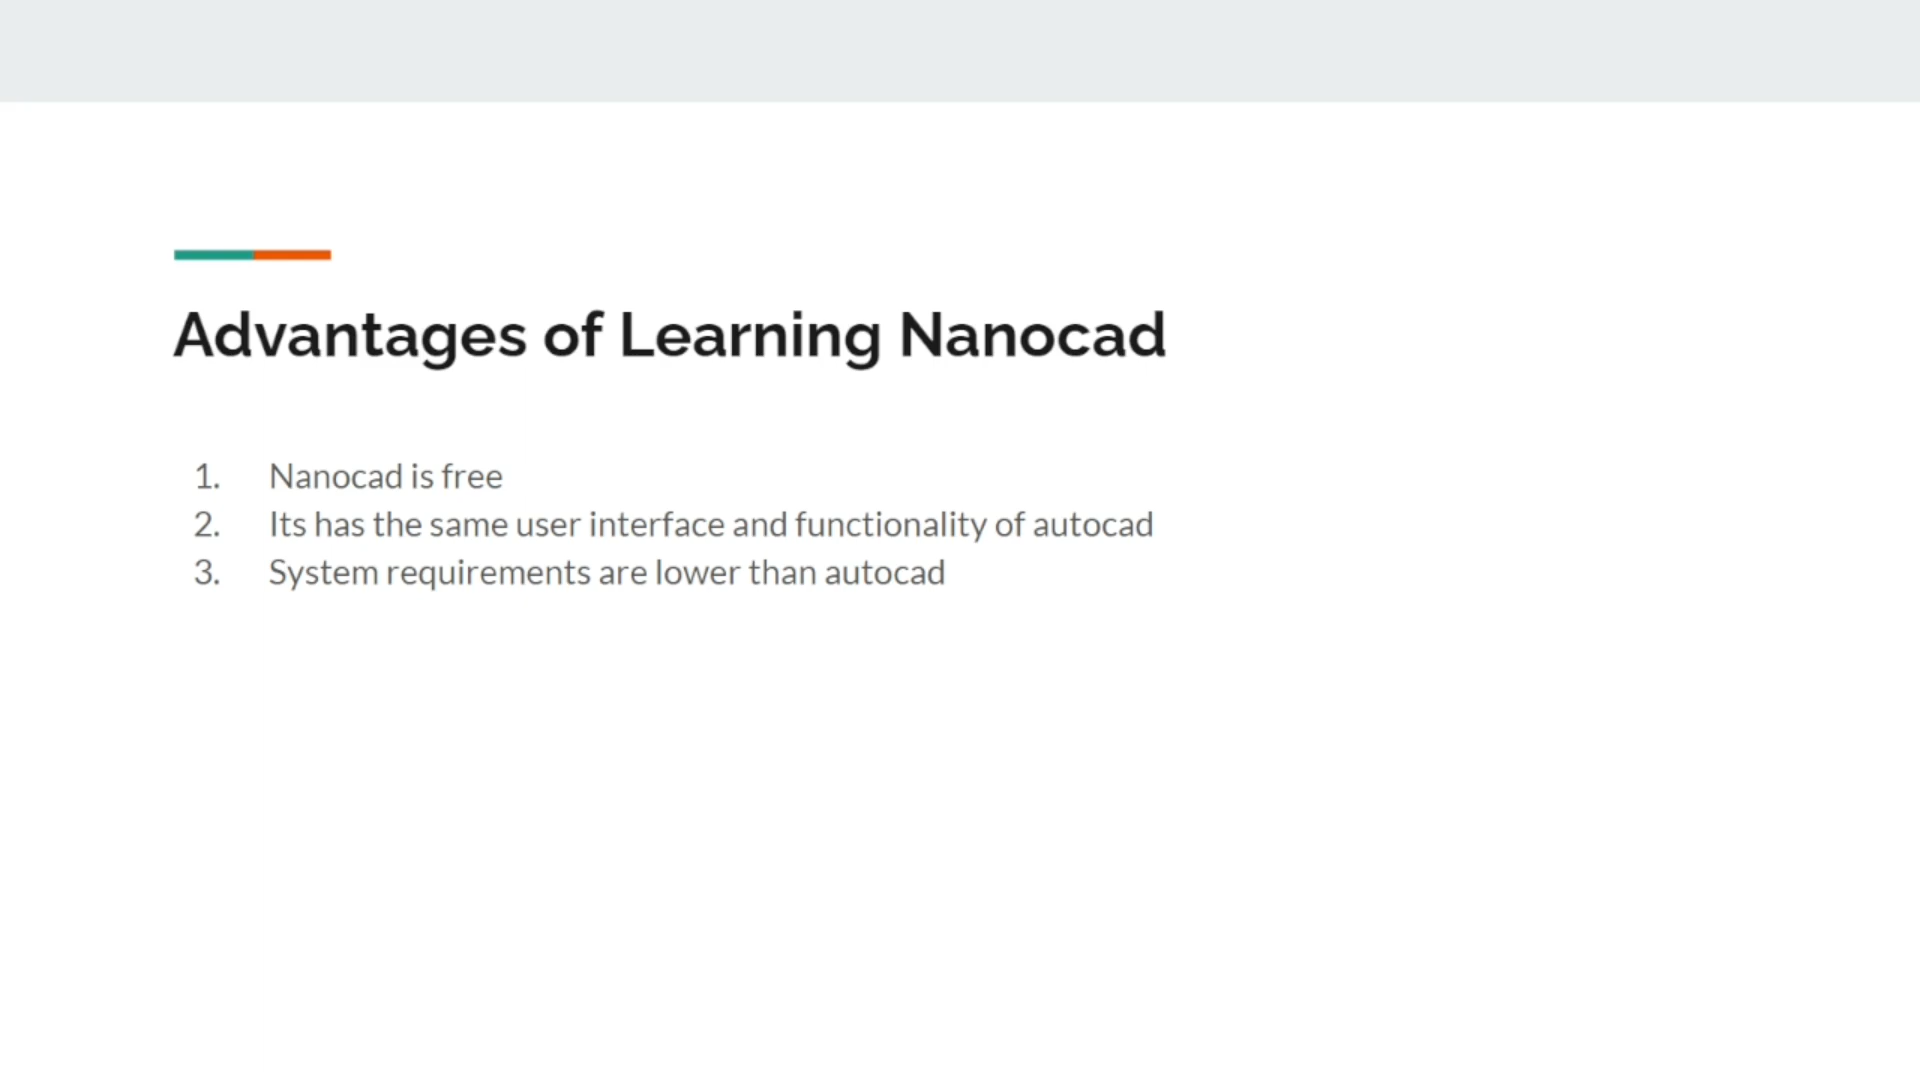 Advantages of Learning Nanocad
1. Nanocad is free
2. Its has the same user interface and functionality of autocad
3. System requirements are lower than autocad